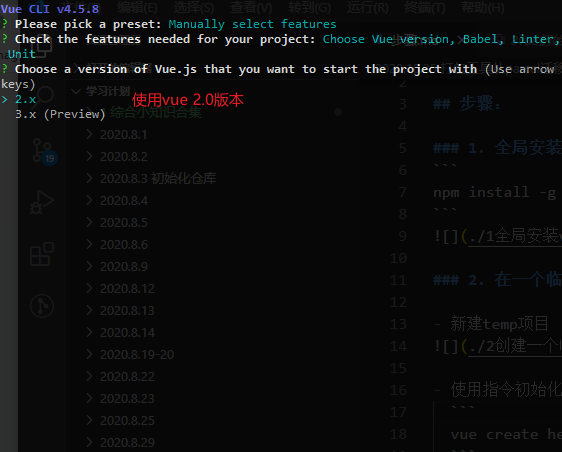 Vue CLI v4.5.8
编辑(E) 选择(S) 查看(V) 转到(G) 运行(R) 终端(T) 帮助(H)
? Please pick a preset: Manually select features
? Check the features needed for your project: Choose Vue version, Babel, Linter,
Unit
? Choose a version of Vue.js that you want to start the project with (Use arrow
keys)
> 2.x
使用vue 2.0版本
3.x (Preview)
学习计划
综合小知识合集
2020.8.1
2020.8.2
2020.8.3 初始化仓库
2020.8.4
2020.8.5
2020.8.6
2020.8.9
2020.8.12
2020.8.13
2020.8.14
2020.8.19-20
2020.8.22
2020.8.23
2020.8.25
2020.8.29
19
3 ## 步骤:
4
5 ### 1. 全局安装
6 ```
7 npm install -g
8 ```
9 ![](./1全局安装
10
11 ### 2. 在一个临
12
13 - 新建temp项目
14 ![](./2创建一个
15
16 - 使用指令初始化
17 ```
18 vue create he